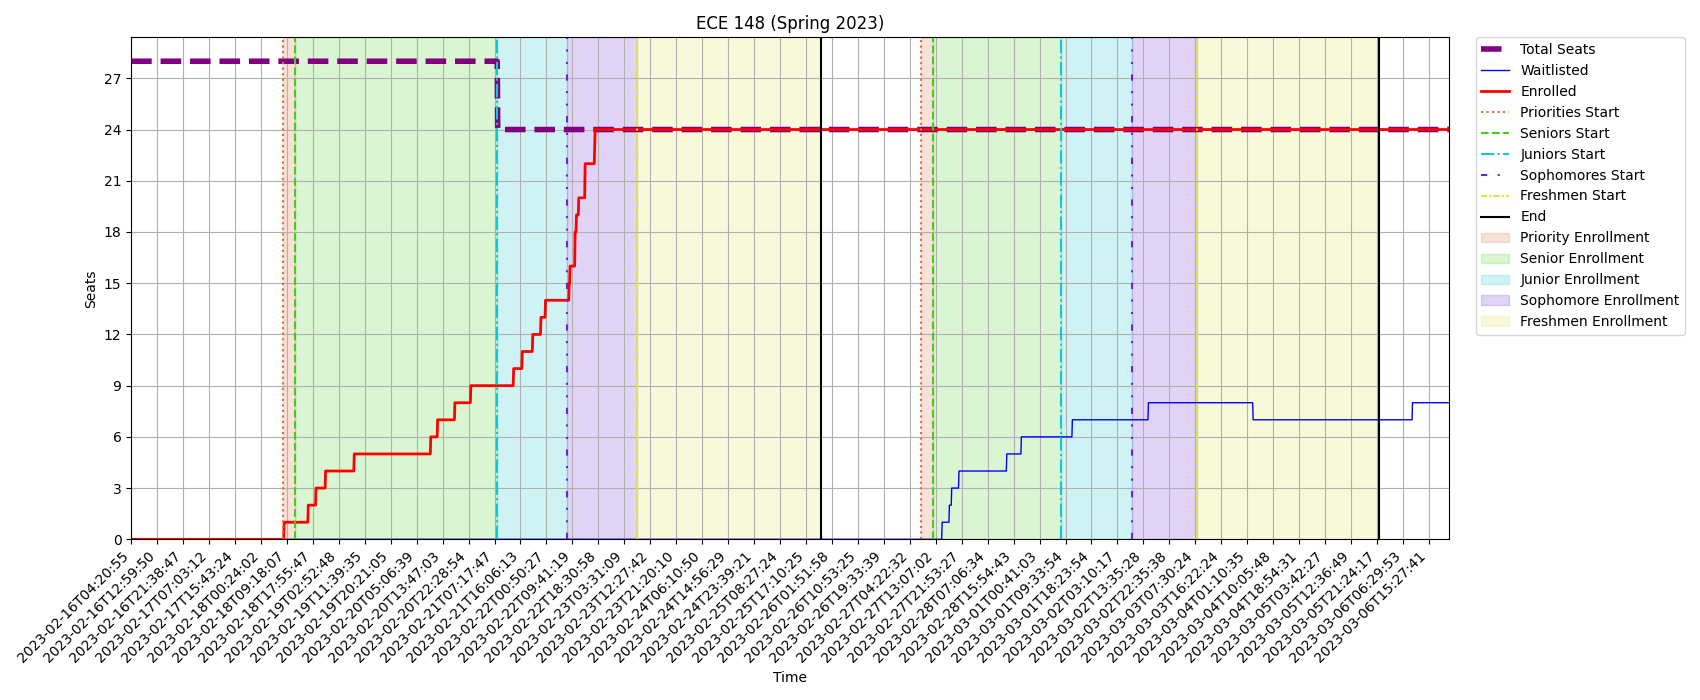 ECE 148 (Spring 2023)
Seats
27
24
21
18
15
12
9
6
3
0
2023-02-16T04:20:55
2023-02-16T12:59:50
2023-02-16T21:38:47
2023-02-17T07:03:12
2023-02-17T15:43:24
2023-02-18T00:24:02
2023-02-18T09:18:07
2023-02-18T17:55:47
2023-02-19T02:52:48
2023-02-19T11:39:35
2023-02-19T20:21:05
2023-02-20T05:06:39
2023-02-20T13:47:03
2023-02-20T22:28:54
2023-02-21T07:17:47
2023-02-21T16:06:13
2023-02-22T00:50:27
2023-02-22T09:41:19
2023-02-22T18:30:58
2023-02-23T03:31:09
2023-02-23T12:27:42
2023-02-23T21:20:10
2023-02-24T06:10:50
2023-02-24T14:56:29
2023-02-24T23:39:21
2023-02-25T08:27:24
2023-02-25T17:10:25
2023-02-26T01:51:58
2023-02-26T10:53:25
2023-02-26T19:33:39
2023-02-27T04:22:32
2023-02-27T13:07:02
2023-02-27T21:53:27
2023-02-28T07:06:34
2023-02-28T15:54:43
2023-03-01T00:41:03
2023-03-01T09:33:54
2023-03-01T18:23:54
2023-03-02T03:10:17
2023-03-02T13:35:28
2023-03-02T22:35:38
2023-03-03T07:30:24
2023-03-03T16:22:24
2023-03-04T01:10:35
2023-03-04T10:05:48
2023-03-04T18:54:31
2023-03-05T03:42:27
2023-03-05T12:36:49
2023-03-05T21:24:17
2023-03-06T06:29:53
2023-03-06T15:27:41
Time
Total Seats
Waitlisted
Enrolled
Priorities Start
Seniors Start
Juniors Start
Sophomores Start
Freshmen Start
End
Priority Enrollment
Senior Enrollment
Junior Enrollment
Sophomore Enrollment
Freshmen Enrollment